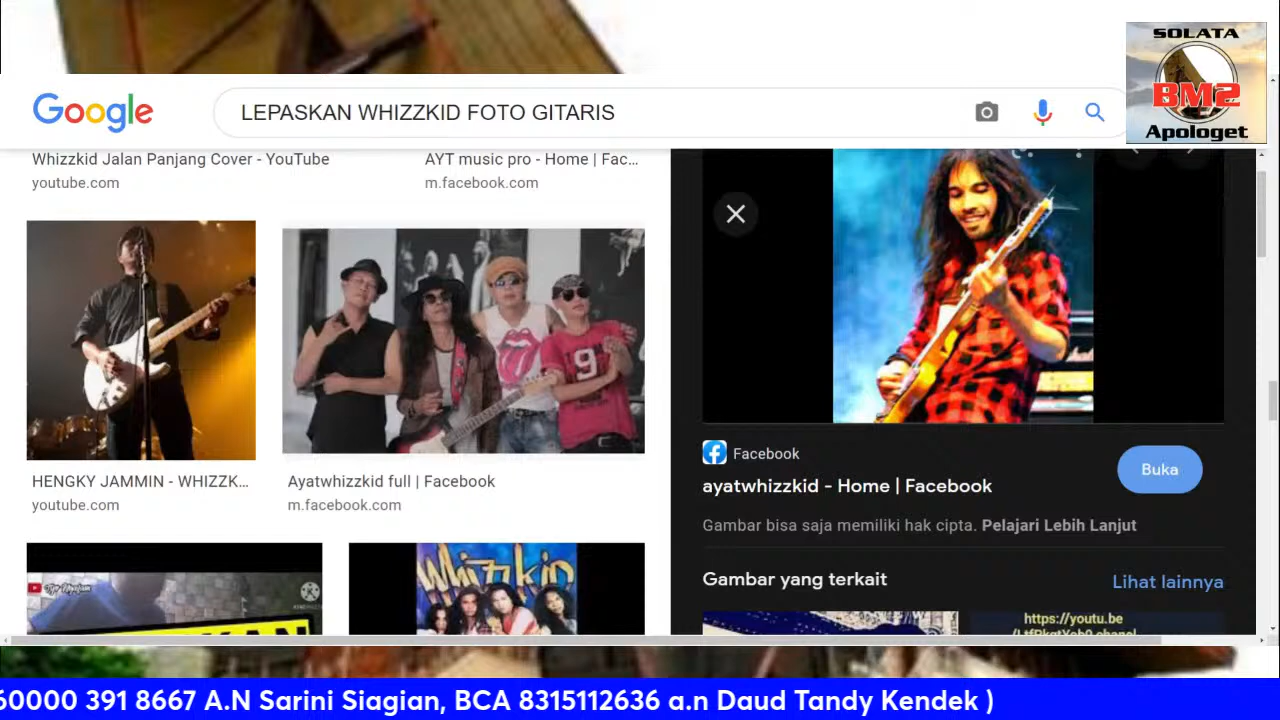 SOLATA
BM2
Apologet
Google
LEPASKAN WHIZZKID FOTO GITARIS
Whizzkid Jalan Panjang Cover - YouTube
youtube.com
AYT music pro - Home | Fac...
m.facebook.com
HENGKY JAMMIN - WHIZZK...
youtube.com
Ayatwhizzkid full | Facebook
m.facebook.com
9
Facebook
ayatwhizzkid - Home | Facebook
Buka
Gambar bisa saja memiliki hak cipta. Pelajari Lebih Lanjut
Gambar yang terkait
Lihat lainnya
Whizzkid
https://youtu.be
60000 391 8667 A.N Sarini Siagian, BCA 8315112636 a.n Daud Tandy Kendek )